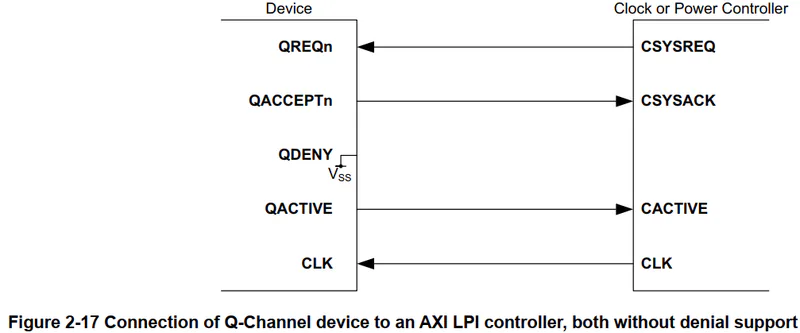 Device Clock or Power Controller
QREQn CSYSREQ
QACCEPTn CSYSACK
QDENY
VSS
QACTIVE CACTIVE
CLK CLK
Figure 2-17 Connection of Q-Channel device to an AXI LPI controller, both without denial support